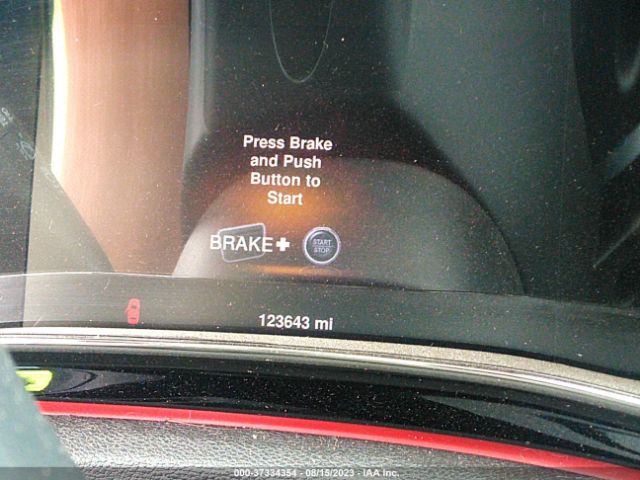 Press Brake
and Push
Button to
Start
BRAKE+
START
STOP
123643 mi
000-37334354 - 08/15/2023 - IAA Inc.